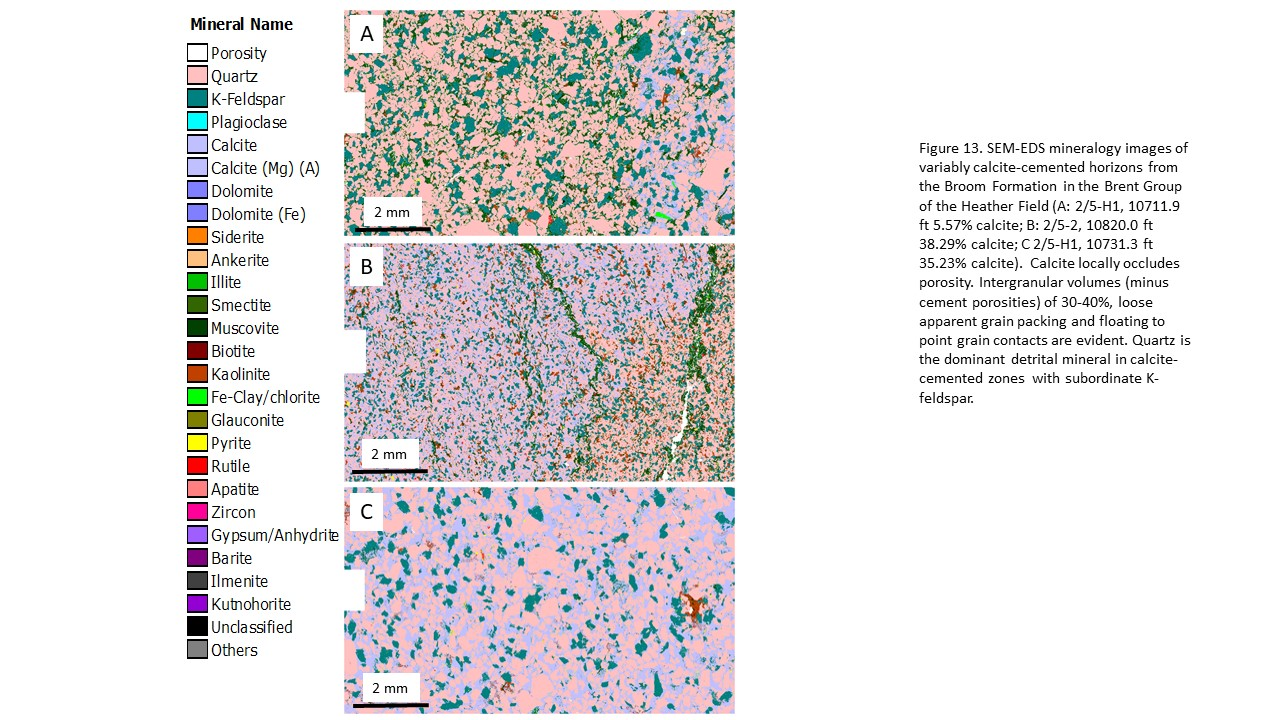 Mineral Name
Porosity
Quartz
K-Feldspar
Plagioclase
Calcite
Calcite (Mg) (A)
Dolomite
Dolomite (Fe)
Siderite
Ankerite
Illite
Smectite
Muscovite
Biotite
Kaolinite
Fe-Clay/chlorite
Glauconite
Pyrite
Rutile
Apatite
Zircon
Gypsum/Anhydrite
Barite
Ilmenite
Kutnohorite
Unclassified
Others
A
2 mm
B
2 mm
C
2 mm
Figure 13. SEM-EDS mineralogy images of
variably calcite-cemented horizons from
the Broom Formation in the Brent Group
of the Heather Field (A: 2/5-H1, 10711.9
ft 5.57% calcite; B: 2/5-2, 10820.0 ft
38.29% calcite; C 2/5-H1, 10731.3 ft
35.23% calcite). Calcite locally occludes
porosity. Intergranular volumes (minus
cement porosities) of 30-40%, loose
apparent grain packing and floating to
point grain contacts are evident. Quartz is
the dominant detrital mineral in calcite-
cemented zones with subordinate K-
feldspar.